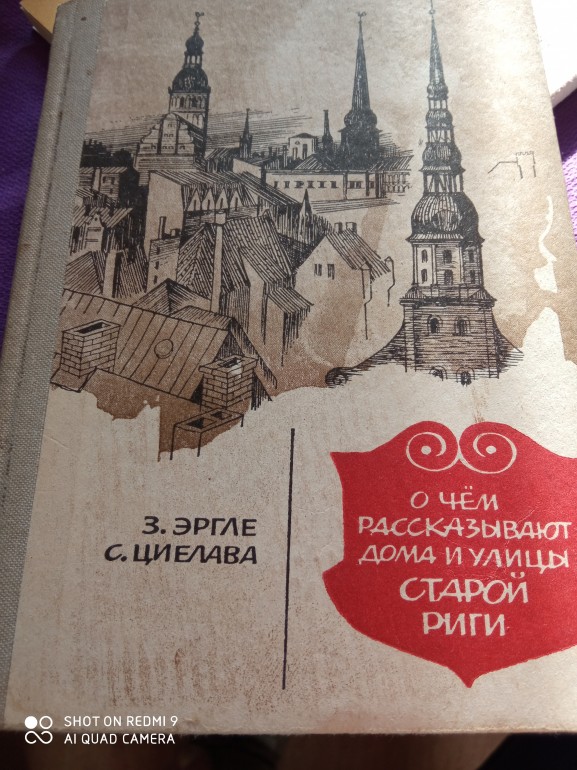 З. ЭРГЛЕ
С. ЦИЕЛАВА
О ЧЁМ
РАССКАЗЫВАЮТ
ДОМА И УЛИЦЫ
СТАРОЙ
РИГИ
SHOT ON REDMI 9
AI QUAD CAMERA